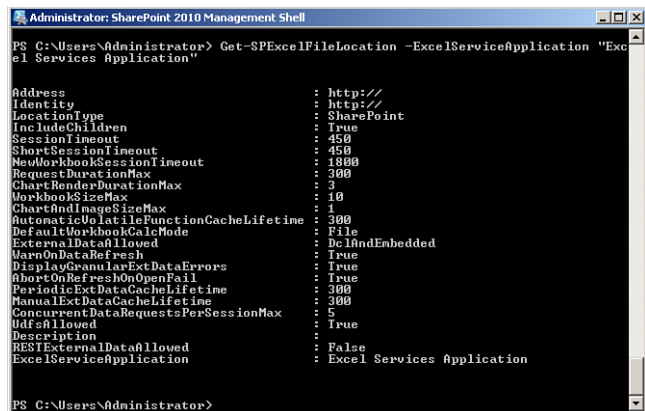 Administrator: SharePoint 2010 Management Shell
PS C:\Users\Administrator> Get-SPExcelFileLocation -ExcelServiceApplication "Exc
el Services Application"
Address : http://
Identity : http://
LocationType : SharePoint
IncludeChildren : True
SessionTimeout : 450
ShortSessionTimeout : 450
NewWorkbookSessionTimeout : 1800
RequestDurationMax : 300
ChartRenderDurationMax : 3
WorkbookSizeMax : 10
ChartAndImageSizeMax : 1
AutomaticVolatileFunctionCacheLifetime : 300
DefaultWorkbookCalcMode : File
ExternalDataAllowed : DclAndEmbedded
WarnOnDataRefresh : True
DisplayGranularExtDataErrors : True
AbortOnRefreshOnOpenFail : True
PeriodicExtDataCacheLifetime : 300
ManualExtDataCacheLifetime : 300
ConcurrentDataRequestsPerSessionMax : 5
UdfsAllowed : True
Description :
RESTExternalDataAllowed : False
ExcelServiceApplication : Excel Services Application
PS C:\Users\Administrator>